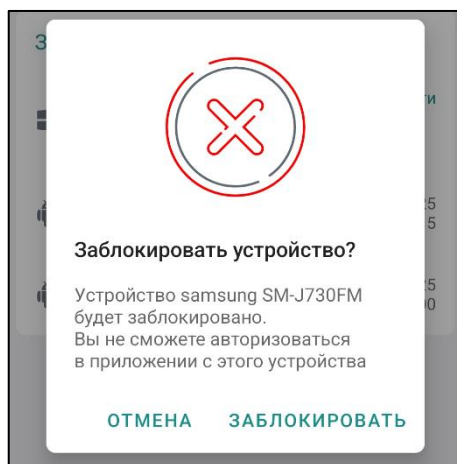 Заблокировать устройство?
Устройство samsung SM-J730FM
будет заблокировано.
Вы не сможете авторизоваться
в приложении с этого устройства
ОТМЕНА ЗАБЛОКИРОВАТЬ